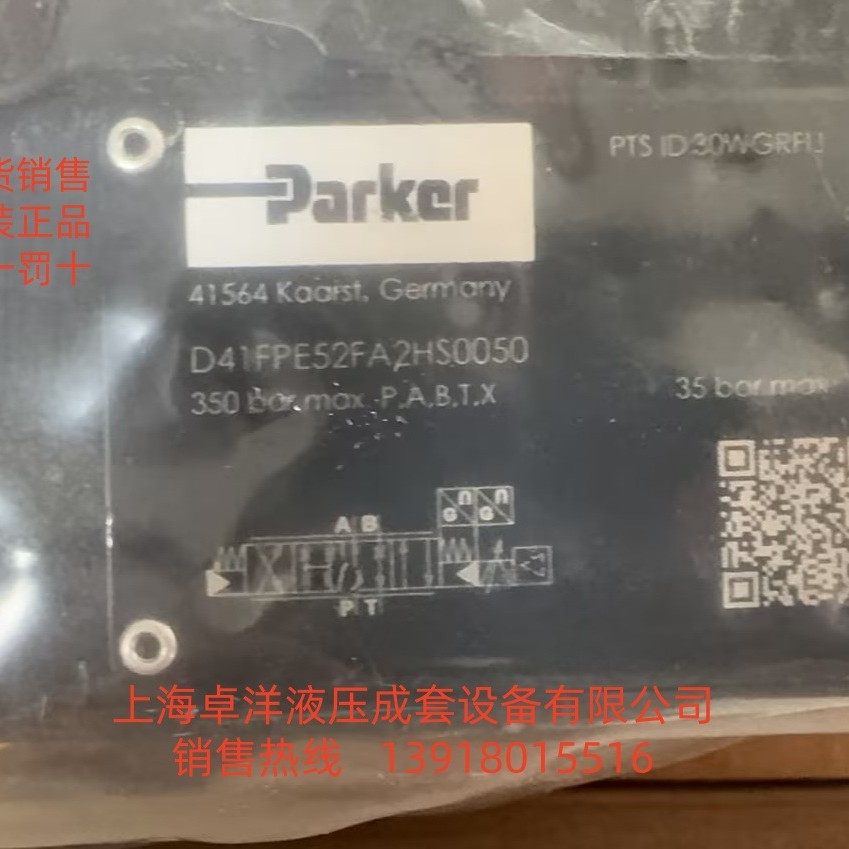 Parker
PTS ID 30WGRFIJ
货销售
装正品
一罚十
41564 Kaarst, Germany
D41FPE52FA2HS0050
350 bar max. P,A,B,T,X
35 bar max
U U
G G
A B
P T
上海卓洋液压成套设备有限公司
销售热线 13918015516